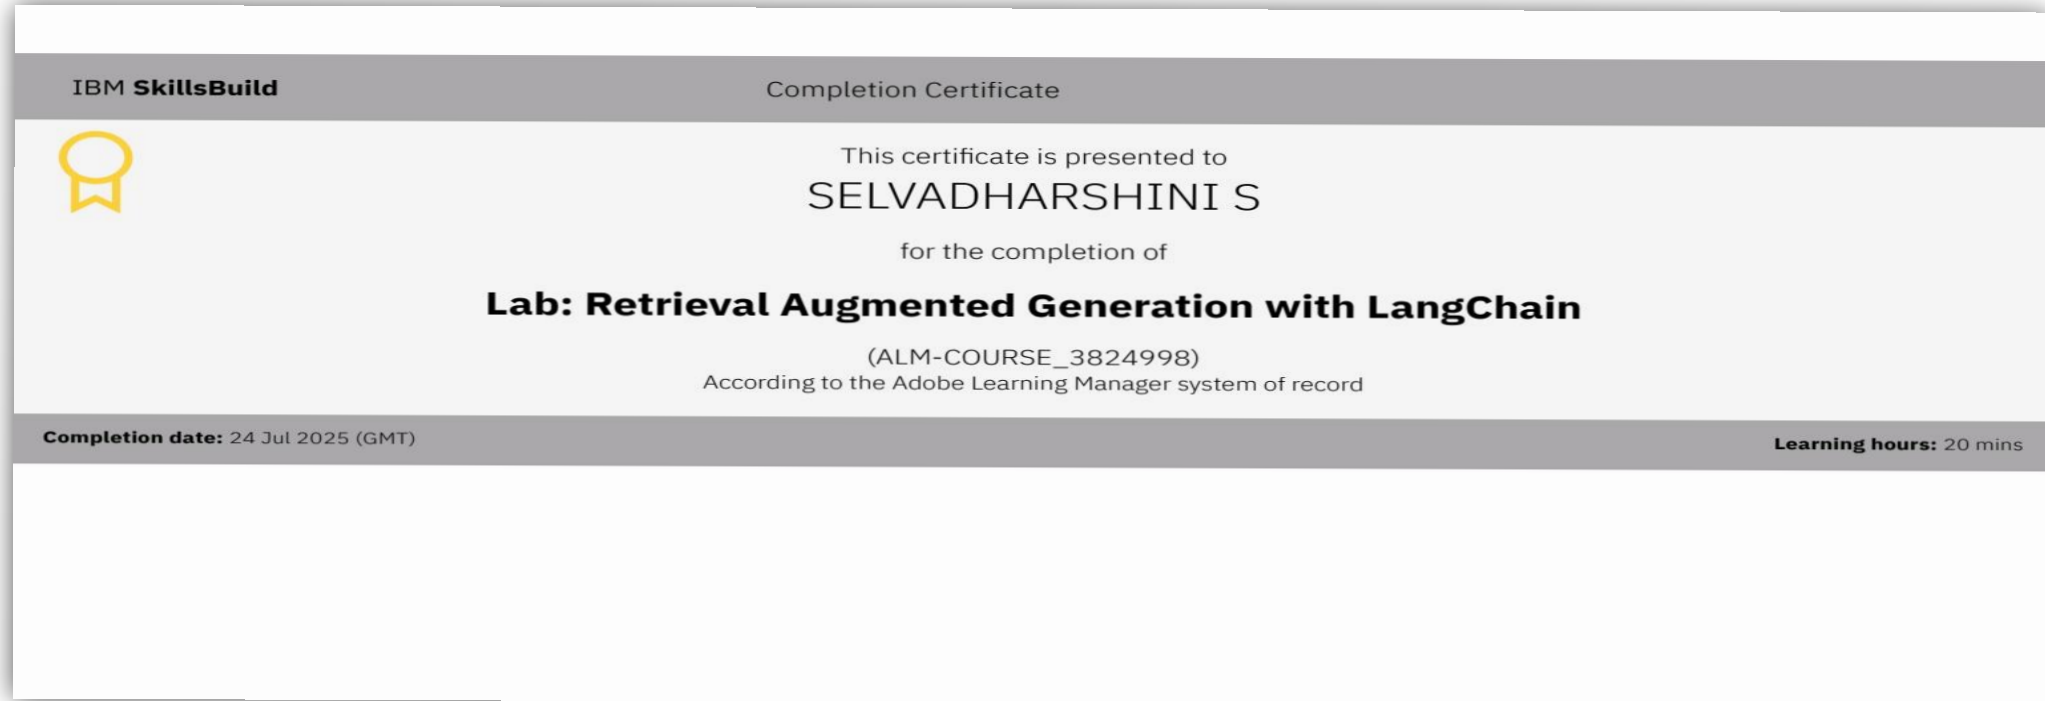 IBM SkillsBuild
Completion Certificate
This certificate is presented to
SELVADHARSHINI S
for the completion of
Lab: Retrieval Augmented Generation with LangChain
(ALM-COURSE_3824998)
According to the Adobe Learning Manager system of record
Completion date: 24 Jul 2025 (GMT)
Learning hours: 20 mins